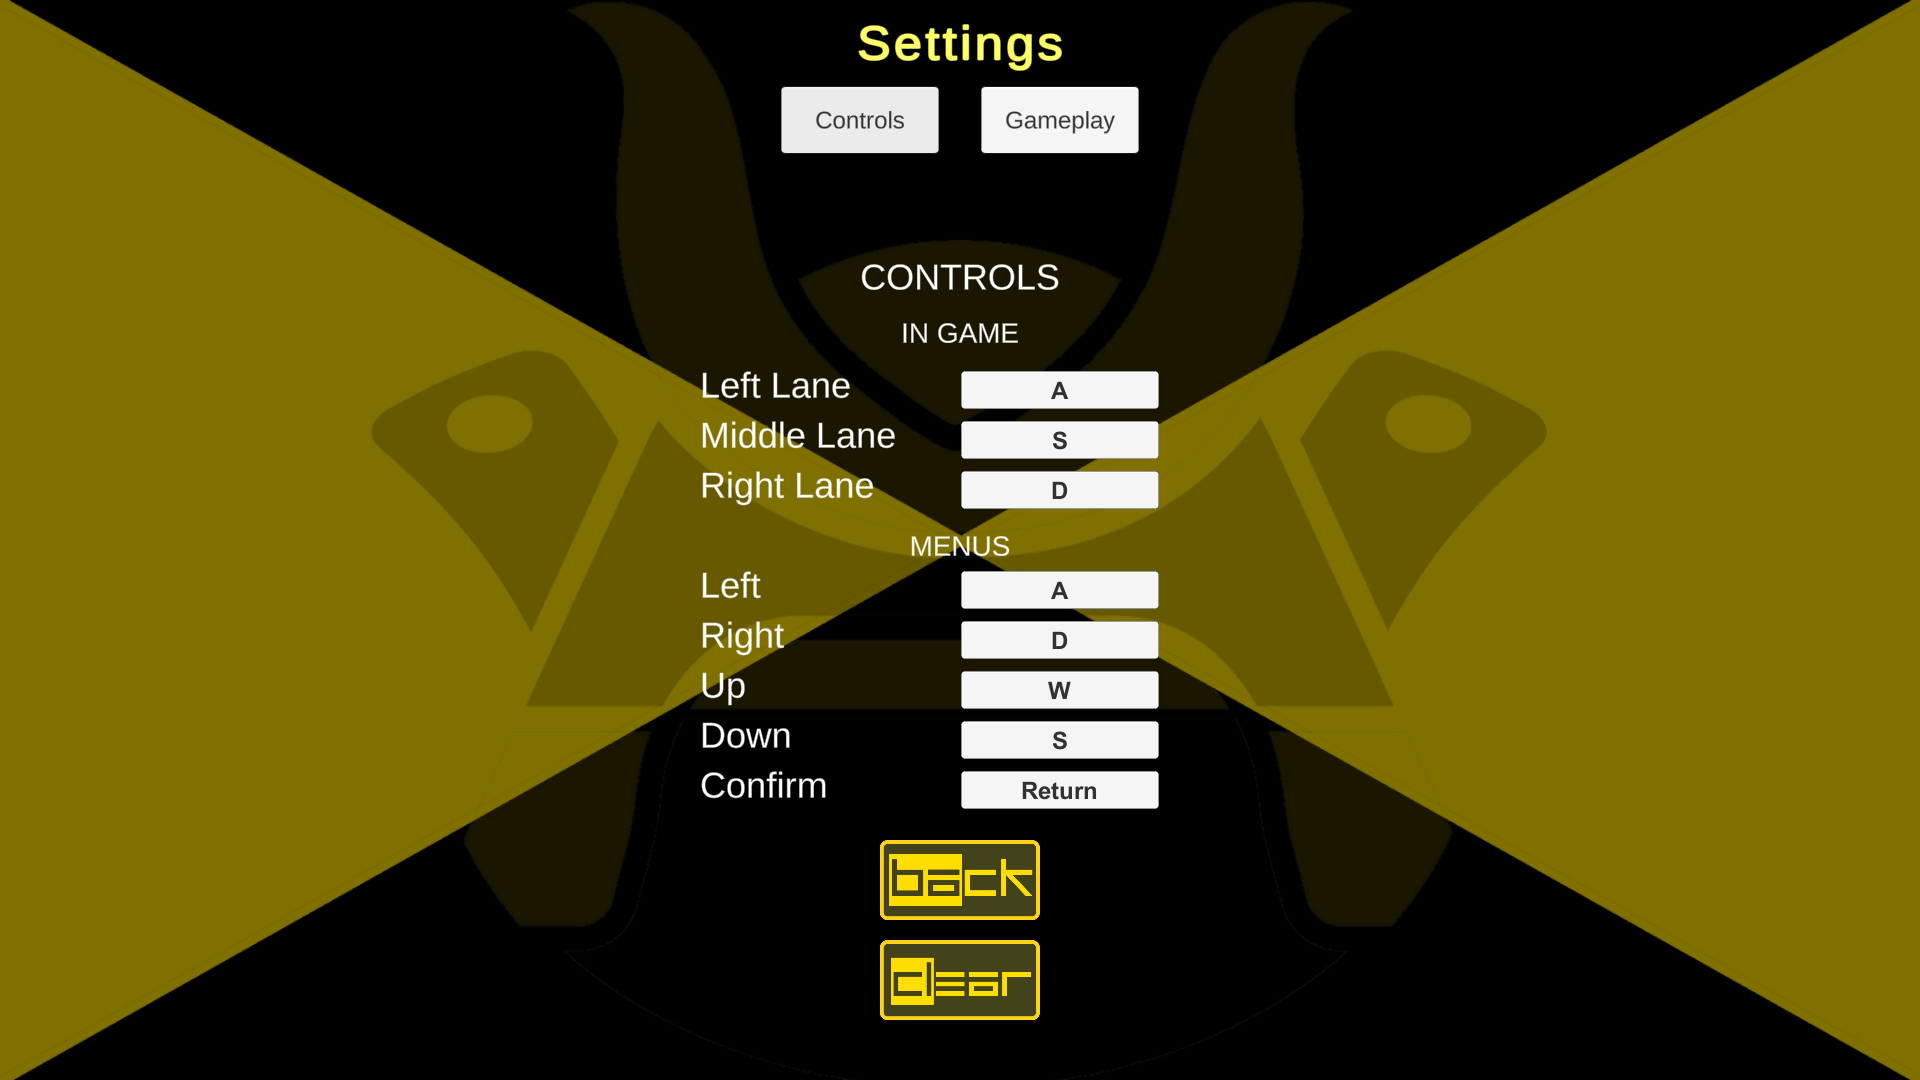 Settings
Controls Gameplay
CONTROLS
IN GAME
Left Lane A
Middle Lane S
Right Lane D
MENUS
Left A
Right D
Up W
Down S
Confirm Return
back
clear